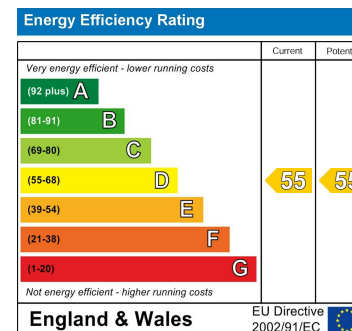 Energy Efficiency Rating
Current Potent
Very energy efficient - lower running costs
(92 plus) A
(81-91) B
(69-80) C
(55-68) D 55 55
(39-54) E
(21-38) F
(1-20) G
Not energy efficient - higher running costs
England & Wales
EU Directive
2002/91/EC